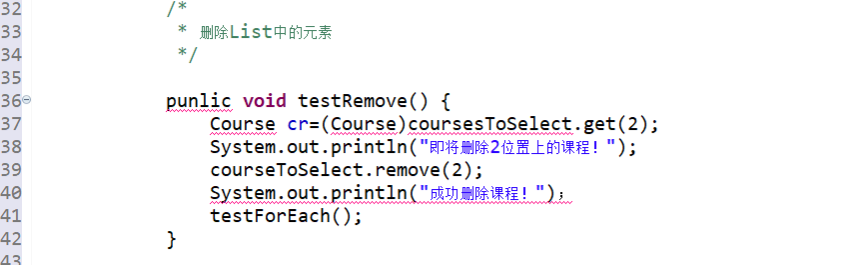 32 /*
33 * 删除List中的元素
34 */
35
36 punlic void testRemove() {
37 Course cr=(Course)coursesToSelect.get(2);
38 System.out.println("即将删除2位置上的课程！");
39 courseToSelect.remove(2);
40 System.out.println("成功删除课程！")；
41 testForEach();
42 }
43